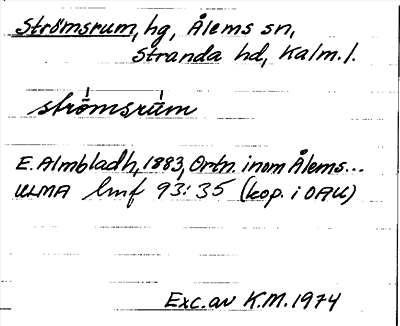 Strömsrum, hg, Ålems sn,
Stranda hd, Kalm. l.
strömsrum
E. Almbladh, 1883, Ortn. inom Ålems...
ULMA lmf 93:35 (kop. i OAU)
Exc. av K.M. 1974